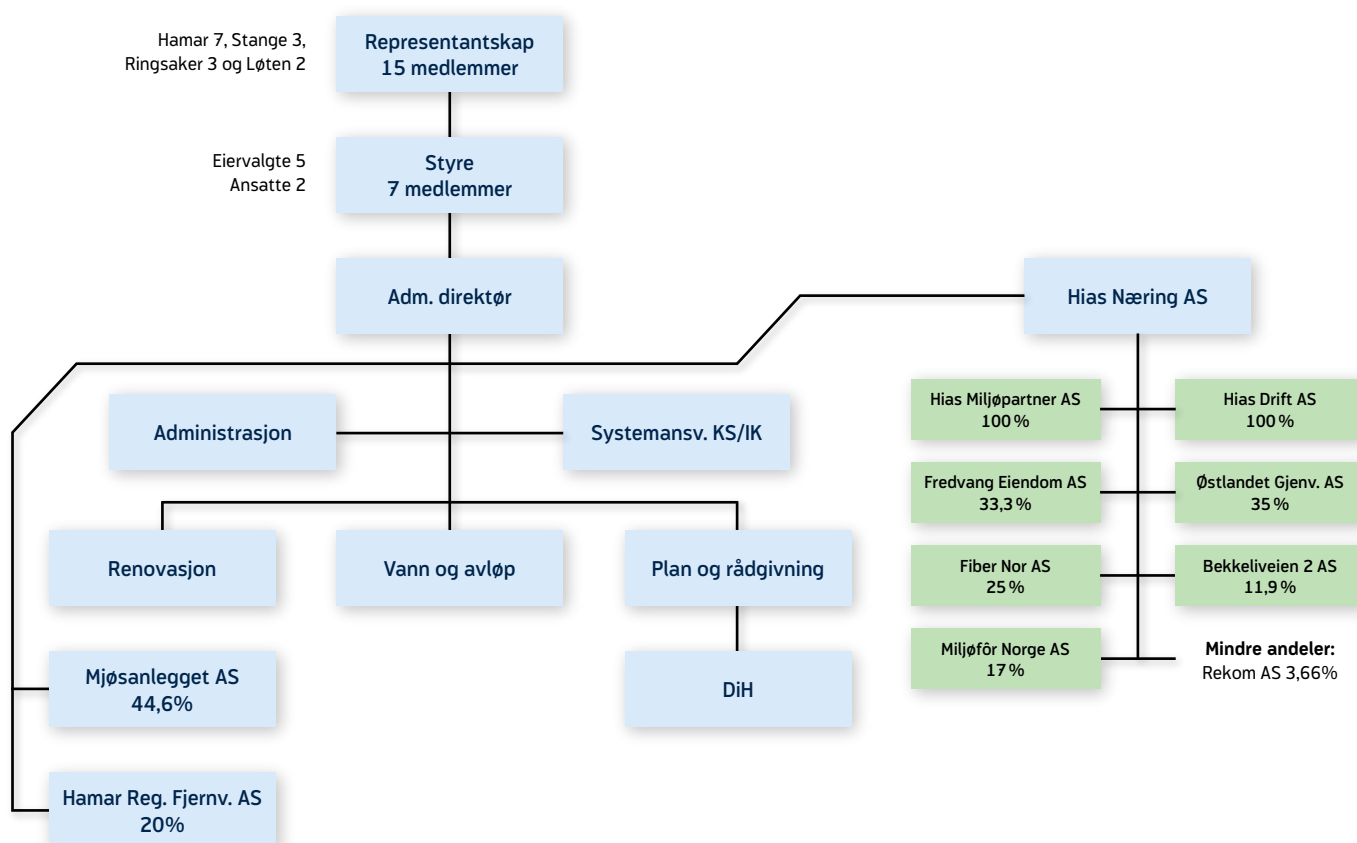 Hamar 7, Stange 3,
Ringsaker 3 og Løten 2
Representantskap
15 medlemmer
Eiervalgte 5
Ansatte 2
Styre
7 medlemmer
Adm. direktør
Hias Næring AS
Administrasjon
Systemansv. KS/IK
Hias Miljøpartner AS
100 %
Hias Drift AS
100 %
Fredvang Eiendom AS
33,3 %
Østlandet Gjenv. AS
35 %
Renovasjon
Vann og avløp
Plan og rådgivning
Fiber Nor AS
25 %
Bekkeliveien 2 AS
11,9 %
Miljøfôr Norge AS
17 %
Mindre andeler:
Rekom AS 3,66%
Mjøsanlegget AS
44,6%
DiH
Hamar Reg. Fjernv. AS
20%